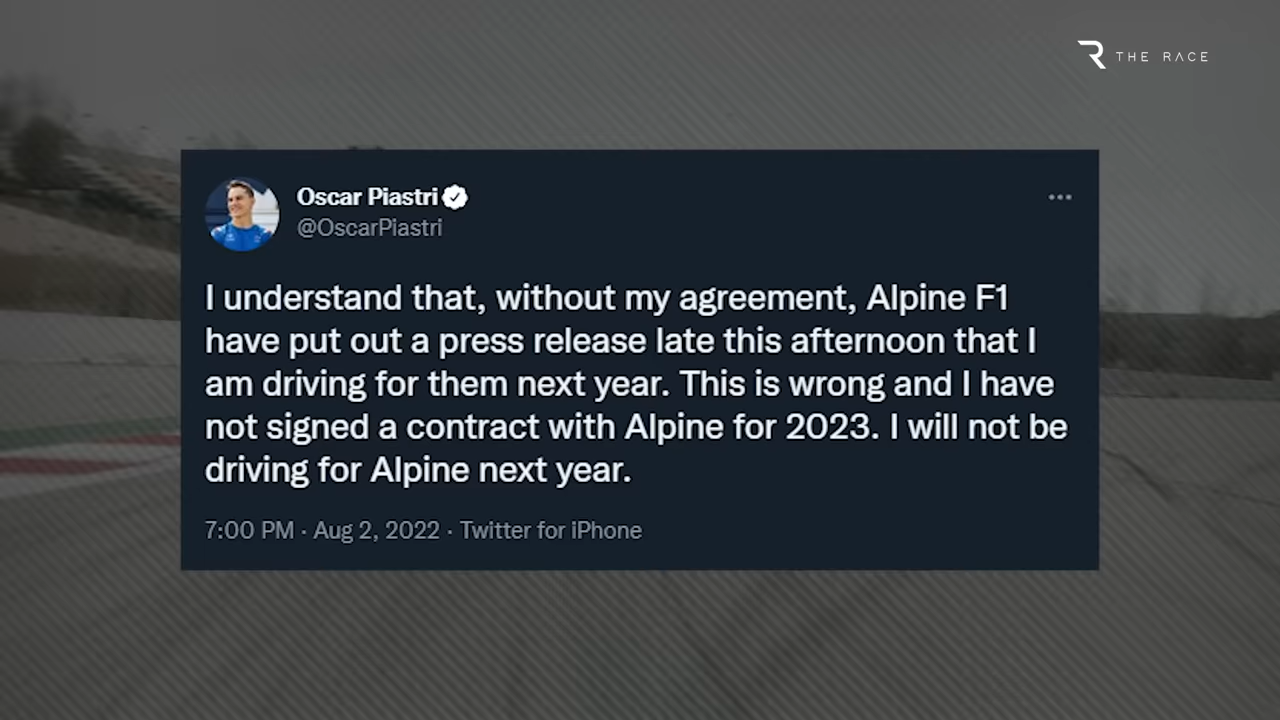 THE RACE
Oscar Piastri
@OscarPiastri
I understand that, without my agreement, Alpine F1
have put out a press release late this afternoon that I
am driving for them next year. This is wrong and I have
not signed a contract with Alpine for 2023. I will not be
driving for Alpine next year.
7:00 PM · Aug 2, 2022 · Twitter for iPhone